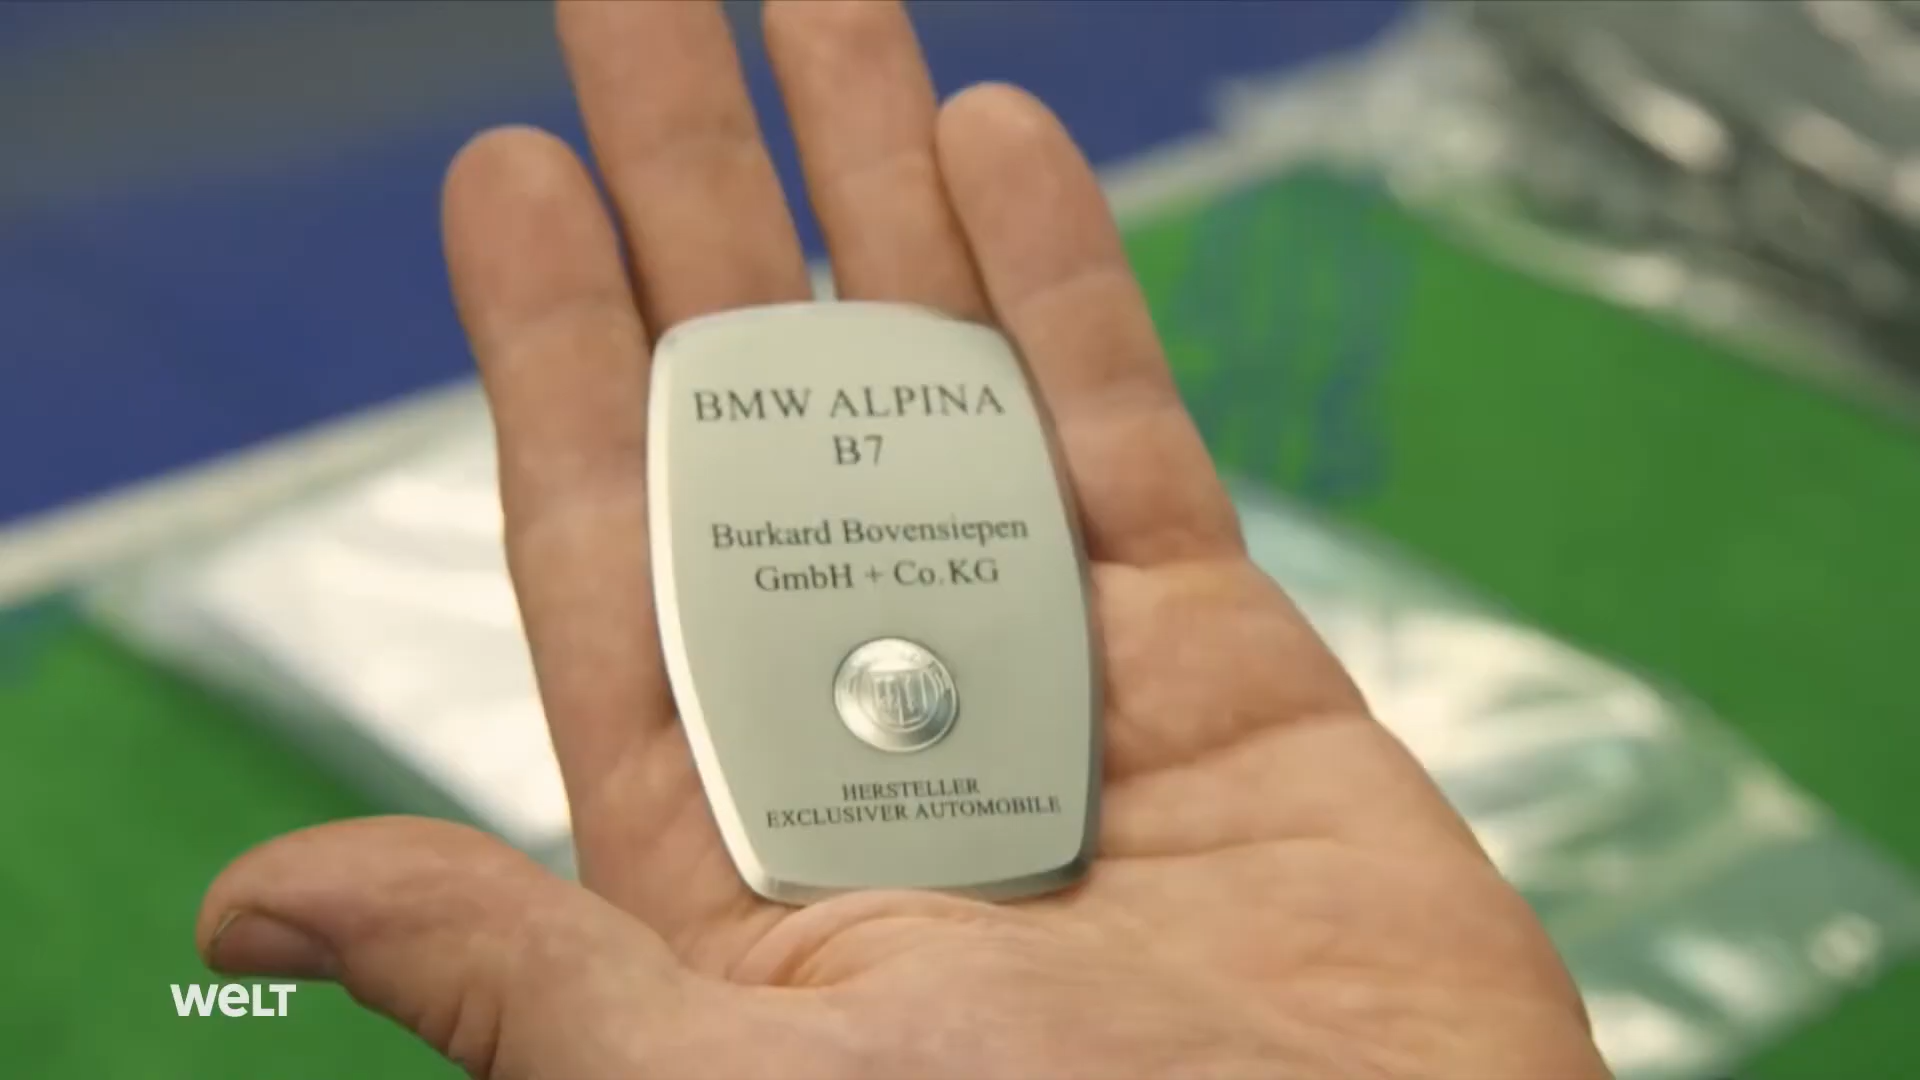 BMW ALPINA
B7
Burkard Bovensiepen
GmbH + Co. KG
HERSTELLER
EXCLUSIVER AUTOMOBILE
WELT